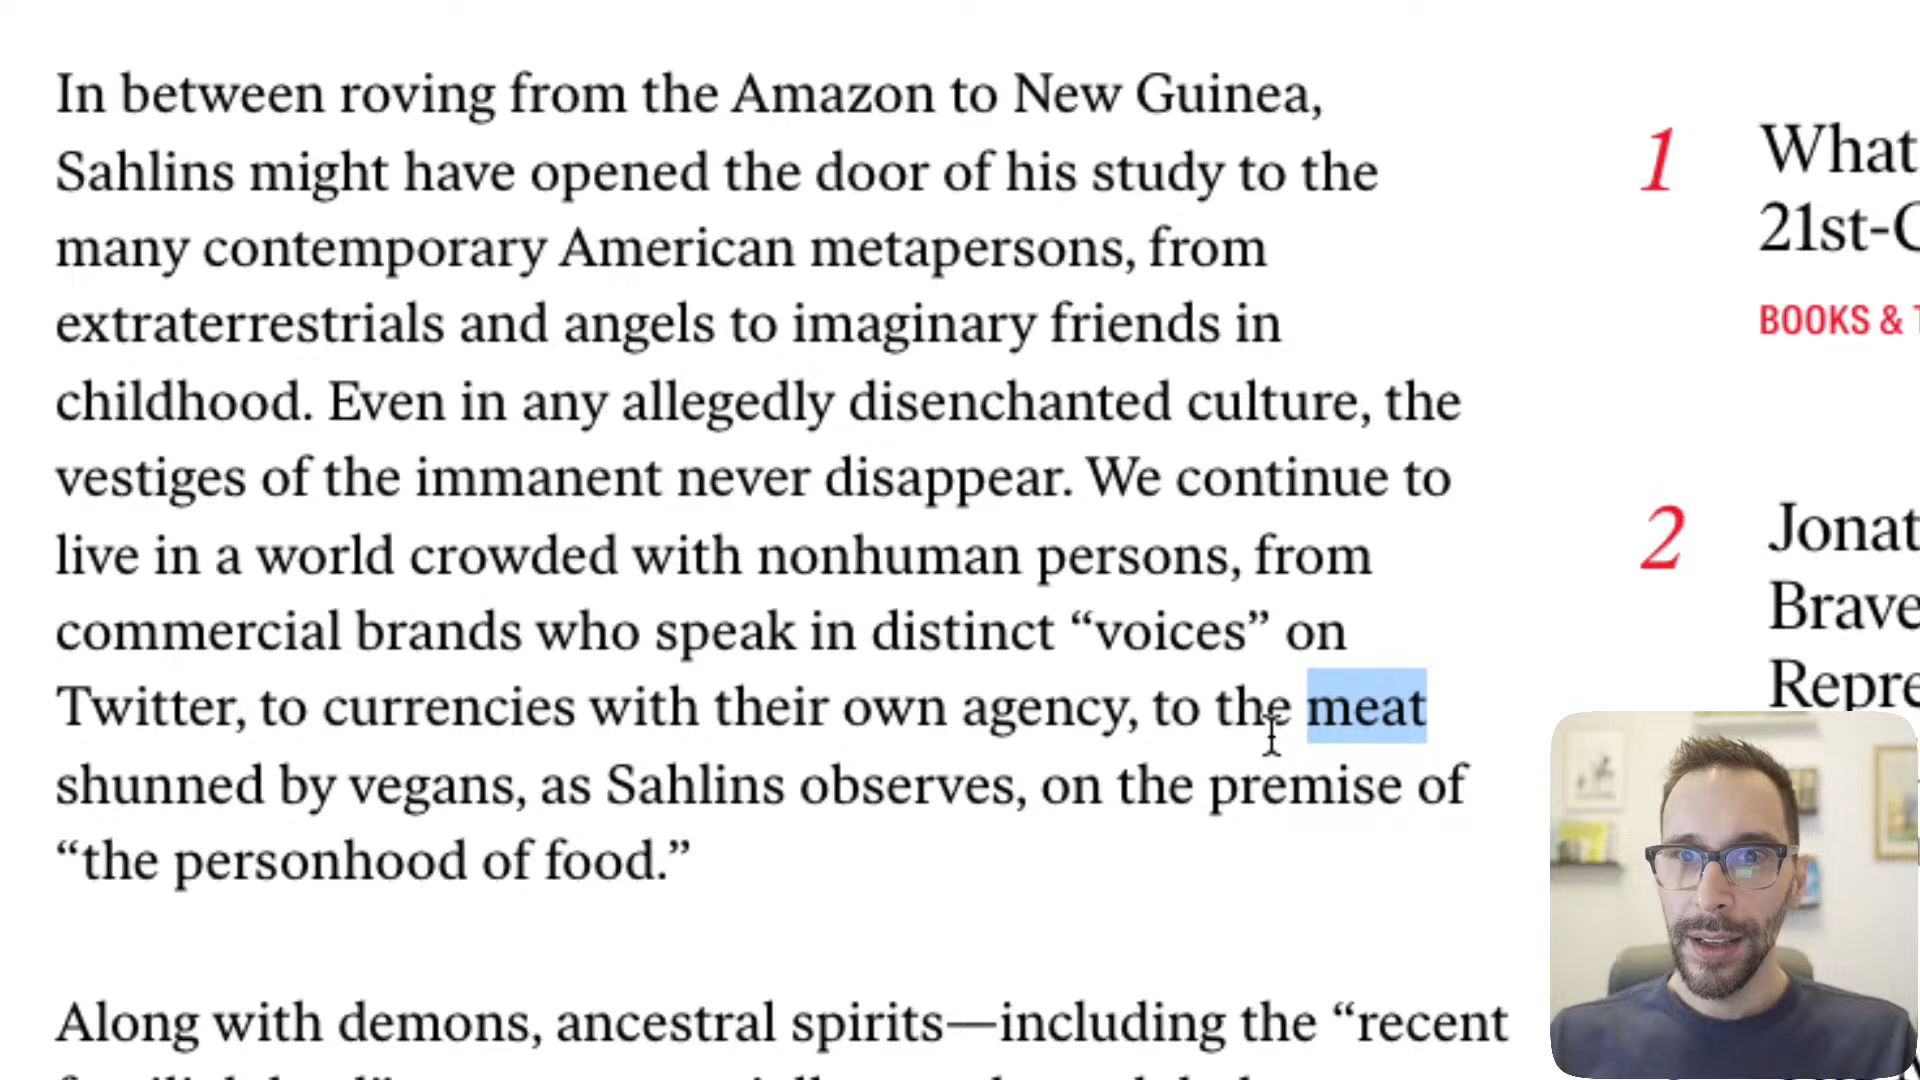 In between roving from the Amazon to New Guinea,
Sahlins might have opened the door of his study to the
many contemporary American metapersons, from
extraterrestrials and angels to imaginary friends in
childhood. Even in any allegedly disenchanted culture, the
vestiges of the immanent never disappear. We continue to
live in a world crowded with nonhuman persons, from
commercial brands who speak in distinct “voices” on
Twitter, to currencies with their own agency, to the meat
shunned by vegans, as Sahlins observes, on the premise of
“the personhood of food.”
Along with demons, ancestral spirits—including the “recent
1
What
21st-C
BOOKS &
2
Jonat
Brave
Repre